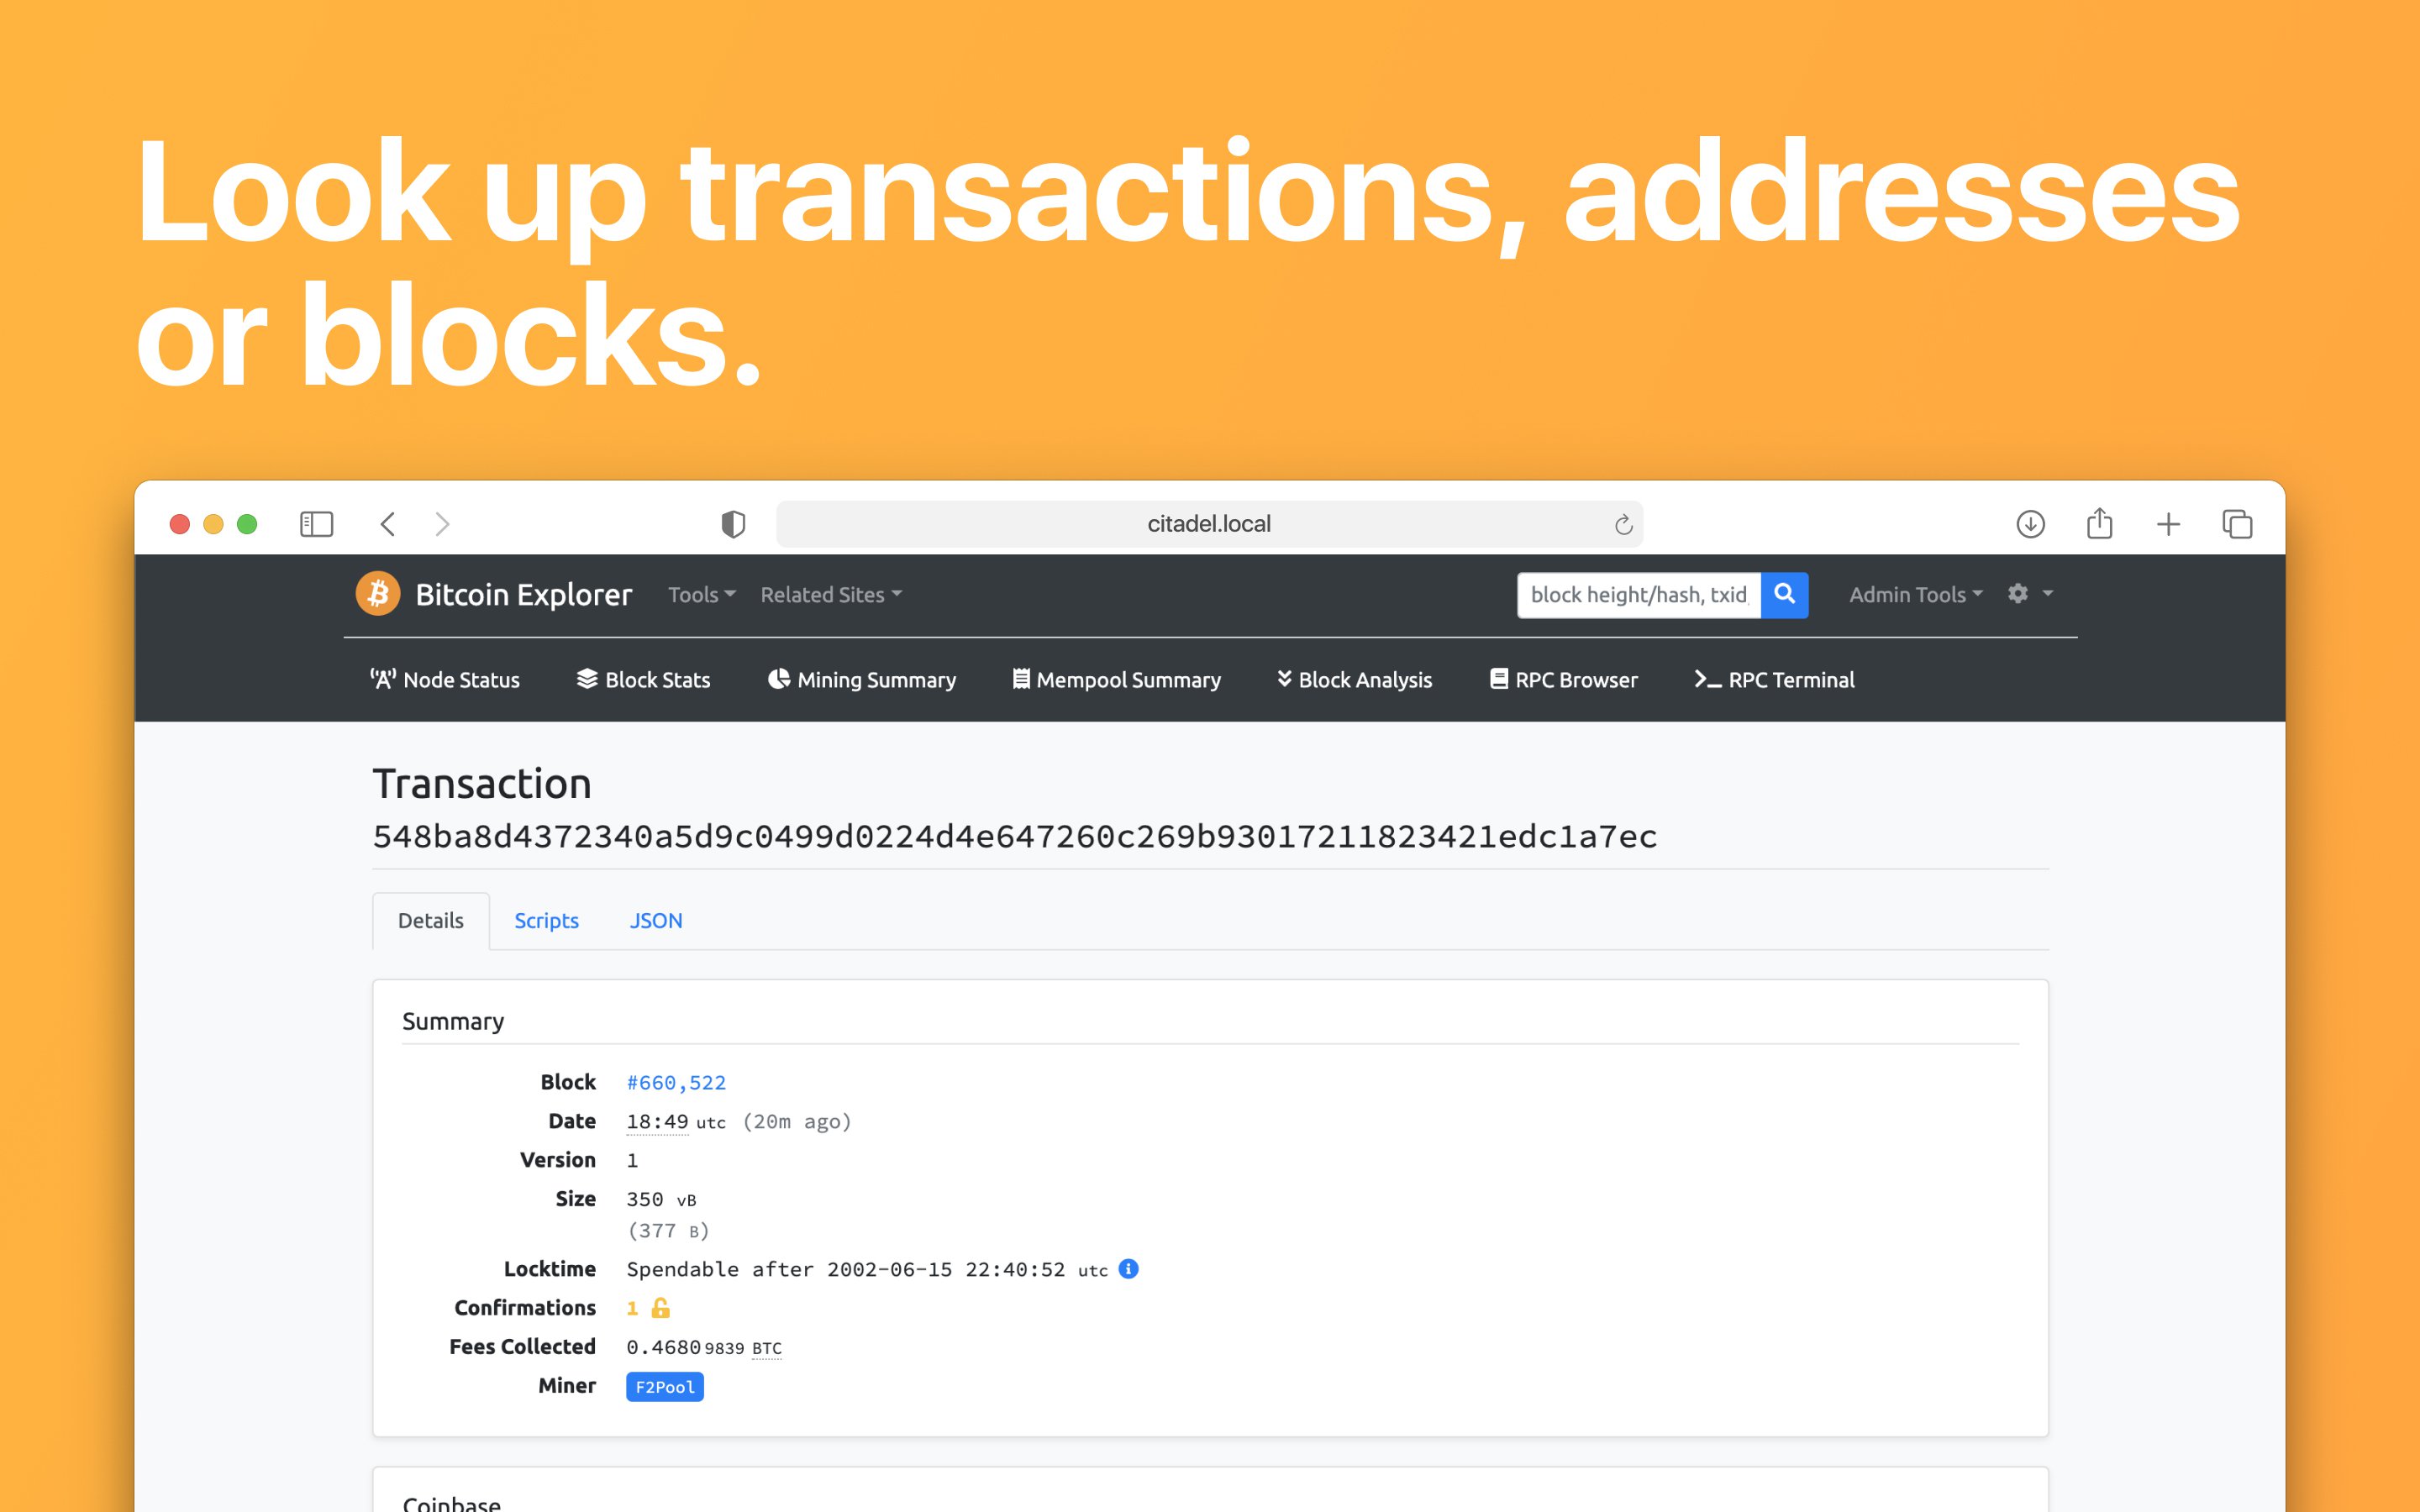 Look up transactions, addresses
or blocks.
citadel.local
Bitcoin Explorer Tools Related Sites block height/hash, txid, Admin Tools
Node Status Block Stats Mining Summary Mempool Summary Block Analysis RPC Browser RPC Terminal
Transaction
548ba8d4372340a5d9c0499d0224d4e647260c269b93017211823421edc1a7ec
Details Scripts JSON
Summary
Block #660,522
Date 18:49 utc (20m ago)
Version 1
Size 350 vB
(377 B)
Locktime Spendable after 2002-06-15 22:40:52 utc
Confirmations 1
Fees Collected 0.46809839 BTC
Miner F2Pool
Coinbase